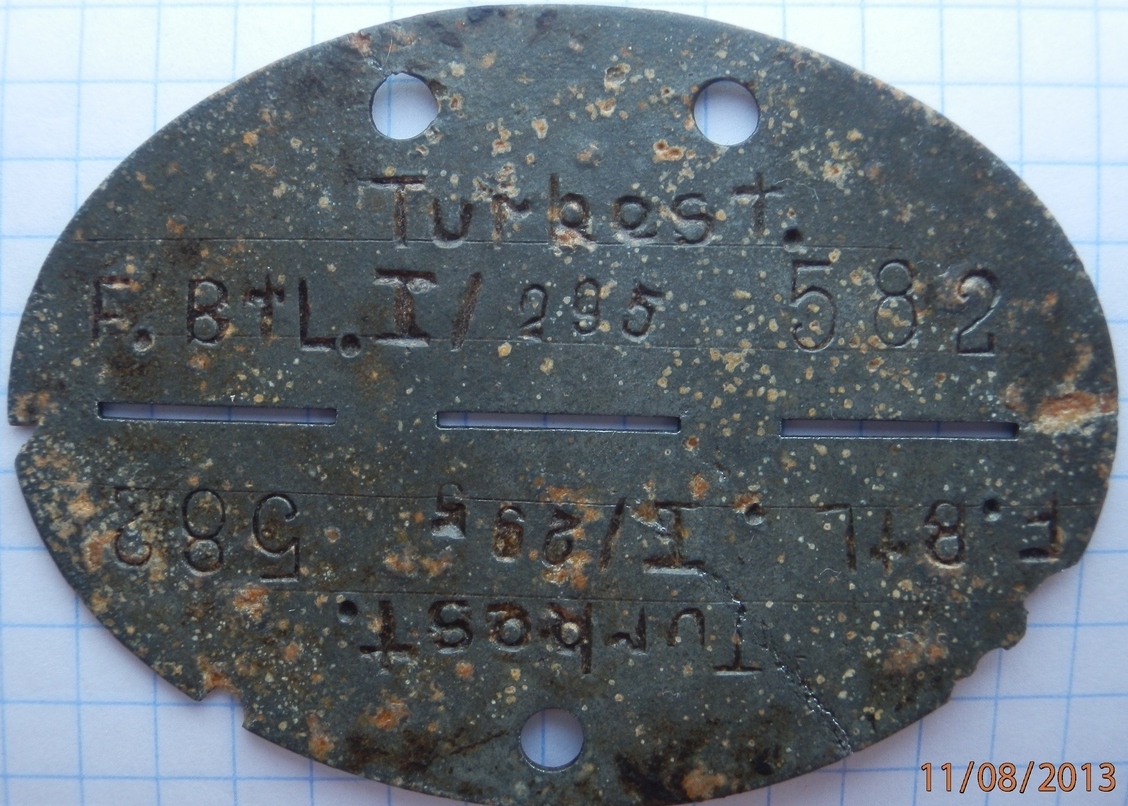 Turkest.
F. BtL. I/295 582
Turkest.
F. BtL. I/295 582
11/08/2013